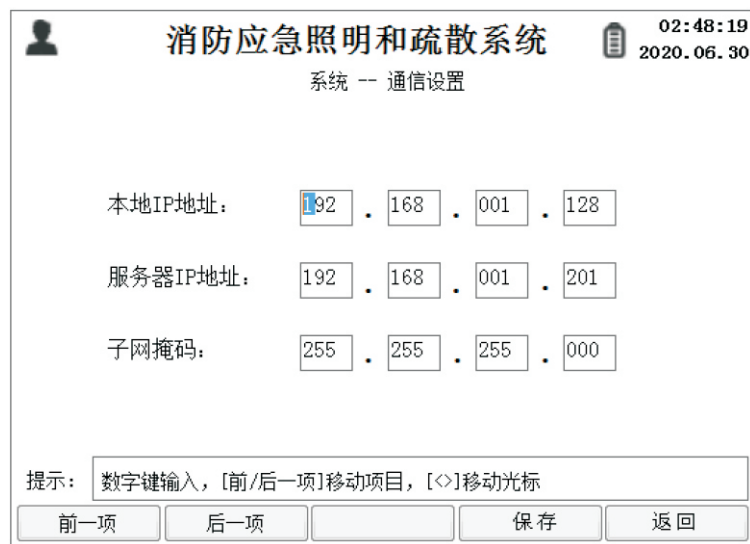 消防应急照明和疏散系统
02:48:19
2020.06.30
系统 -- 通信设置
本地IP地址： 192 . 168 . 001 . 128
服务器IP地址： 192 . 168 . 001 . 201
子网掩码： 255 . 255 . 255 . 000
提示： 数字键输入，[前/后一项]移动项目，[<>]移动光标
前一项 后一项 保存 返回